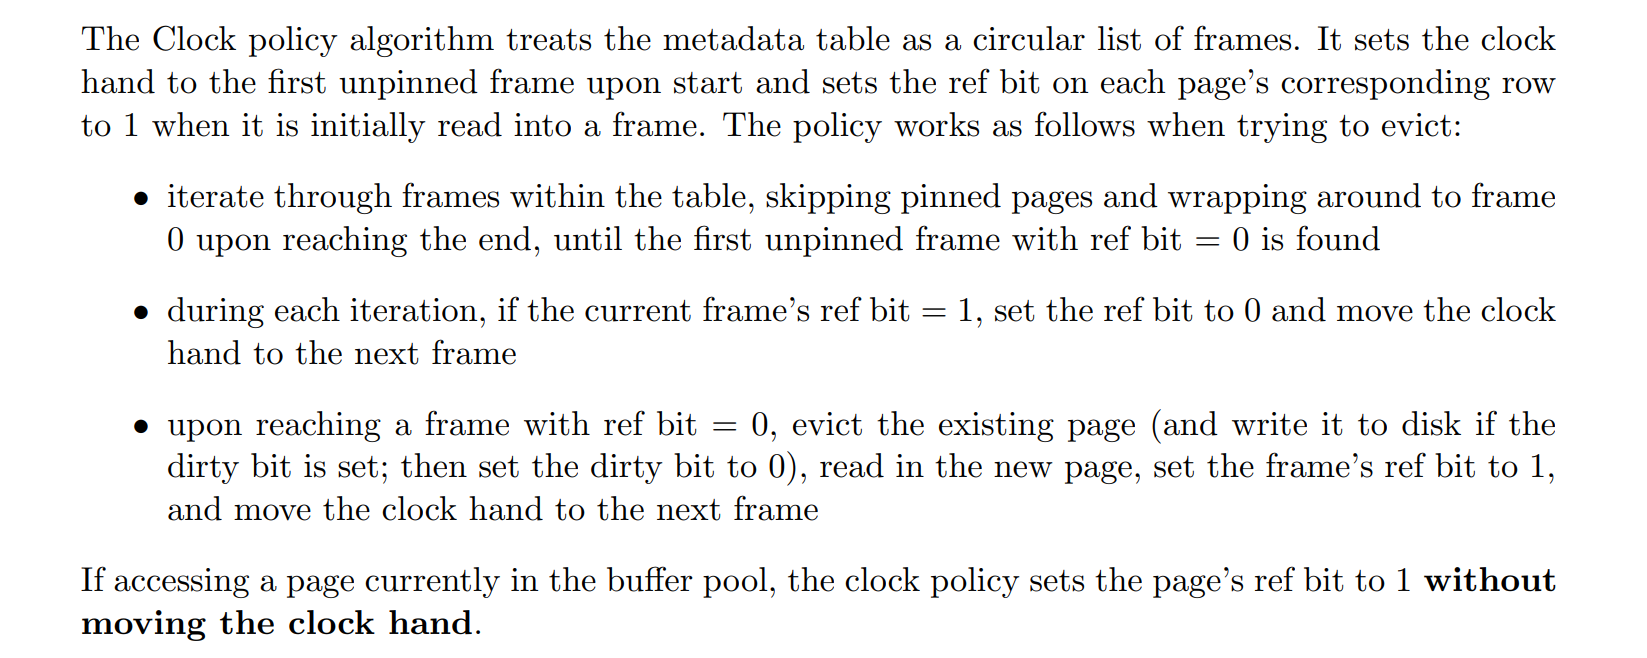 The Clock policy algorithm treats the metadata table as a circular list of frames. It sets the clock
hand to the first unpinned frame upon start and sets the ref bit on each page's corresponding row
to 1 when it is initially read into a frame. The policy works as follows when trying to evict:
• iterate through frames within the table, skipping pinned pages and wrapping around to frame
0 upon reaching the end, until the first unpinned frame with ref bit = 0 is found
• during each iteration, if the current frame's ref bit = 1, set the ref bit to 0 and move the clock
hand to the next frame
• upon reaching a frame with ref bit = 0, evict the existing page (and write it to disk if the
dirty bit is set; then set the dirty bit to 0), read in the new page, set the frame's ref bit to 1,
and move the clock hand to the next frame
If accessing a page currently in the buffer pool, the clock policy sets the page's ref bit to 1 without
moving the clock hand.